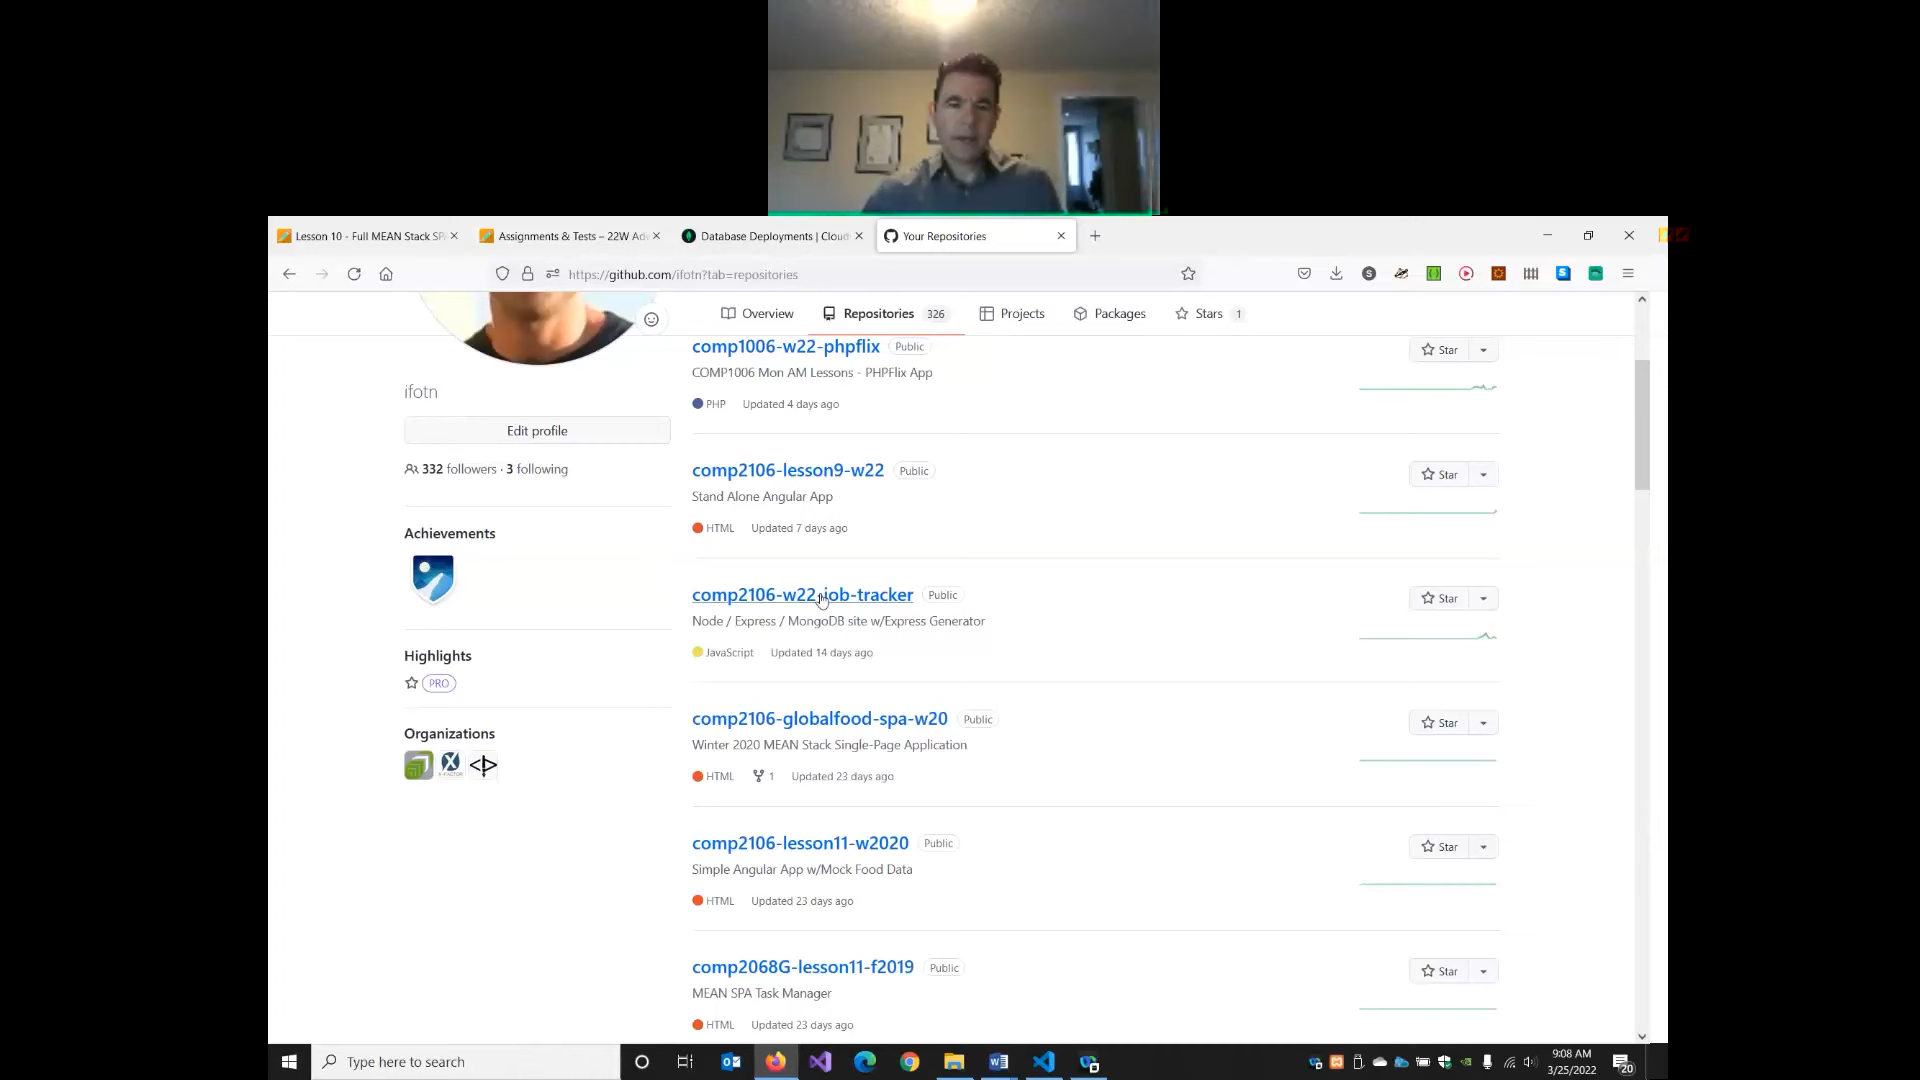 Lesson 10 - Full MEAN Stack SP
Assignments & Tests – 22W Ad
Database Deployments | Cloud
Your Repositories
https://github.com/ifotn?tab=repositories
Overview
Repositories 326
Projects
Packages
Stars 1
comp1006-w22-phpflix Public
Star
COMP1006 Mon AM Lessons - PHPFlix App
PHP Updated 4 days ago
ifotn
Edit profile
332 followers · 3 following
Achievements
Highlights
PRO
Organizations
comp2106-lesson9-w22 Public
Star
Stand Alone Angular App
HTML Updated 7 days ago
comp2106-w22-job-tracker Public
Star
Node / Express / MongoDB site w/Express Generator
JavaScript Updated 14 days ago
comp2106-globalfood-spa-w20 Public
Star
Winter 2020 MEAN Stack Single-Page Application
HTML 1 Updated 23 days ago
comp2106-lesson11-w2020 Public
Star
Simple Angular App w/Mock Food Data
HTML Updated 23 days ago
comp2068G-lesson11-f2019 Public
Star
MEAN SPA Task Manager
HTML Updated 23 days ago
Type here to search
9:08 AM
3/25/2022
20